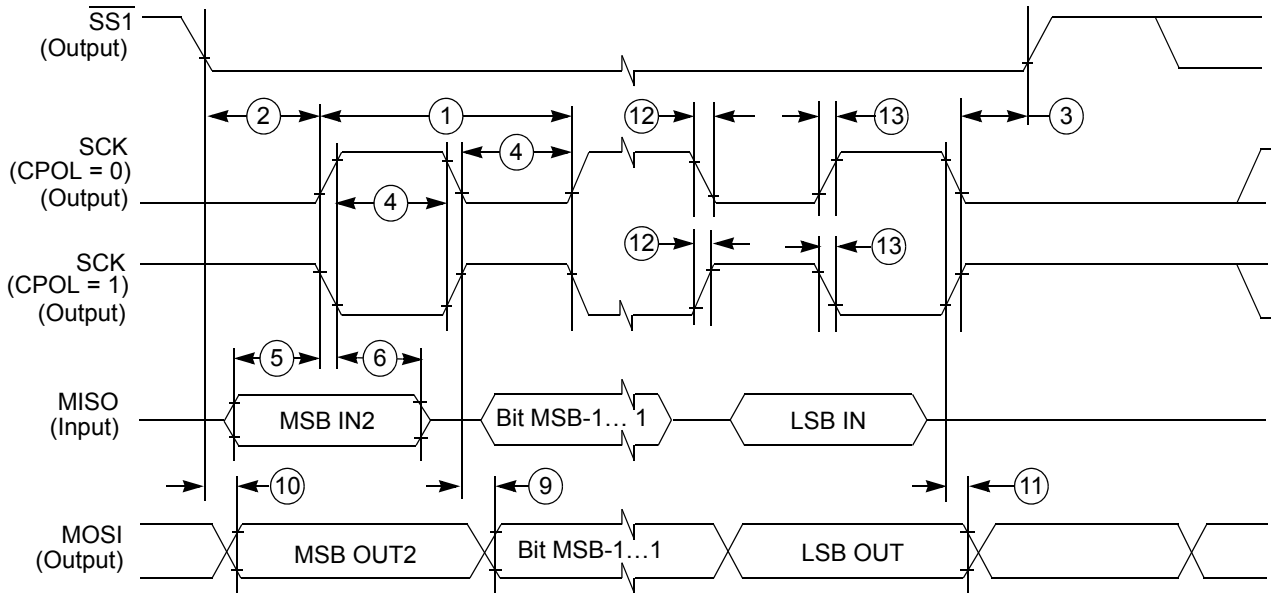 SS1
(Output)
2
1
12
13
3
SCK
(CPOL = 0)
(Output)
4
4
12
13
SCK
(CPOL = 1)
(Output)
5
6
MISO
(Input)
MSB IN2
Bit MSB-1… 1
LSB IN
10
9
11
MOSI
(Output)
MSB OUT2
Bit MSB-1…1
LSB OUT